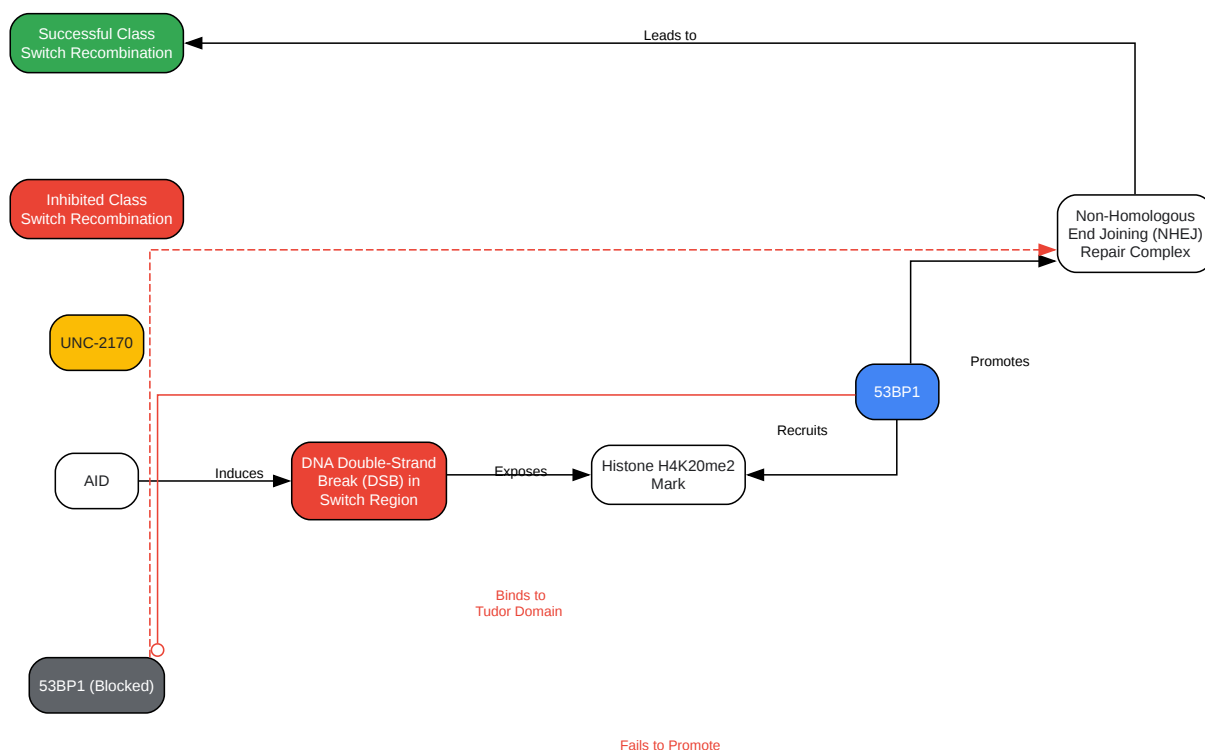 Successful Class
Switch Recombination
Leads to
Inhibited Class
Switch Recombination
Non-Homologous
End Joining (NHEJ)
Repair Complex
UNC-2170
Promotes
53BP1
Recruits
AID
Induces
DNA Double-Strand
Break (DSB) in
Switch Region
Exposes
Histone H4K20me2
Mark
Binds to
Tudor Domain
53BP1 (Blocked)
Fails to Promote